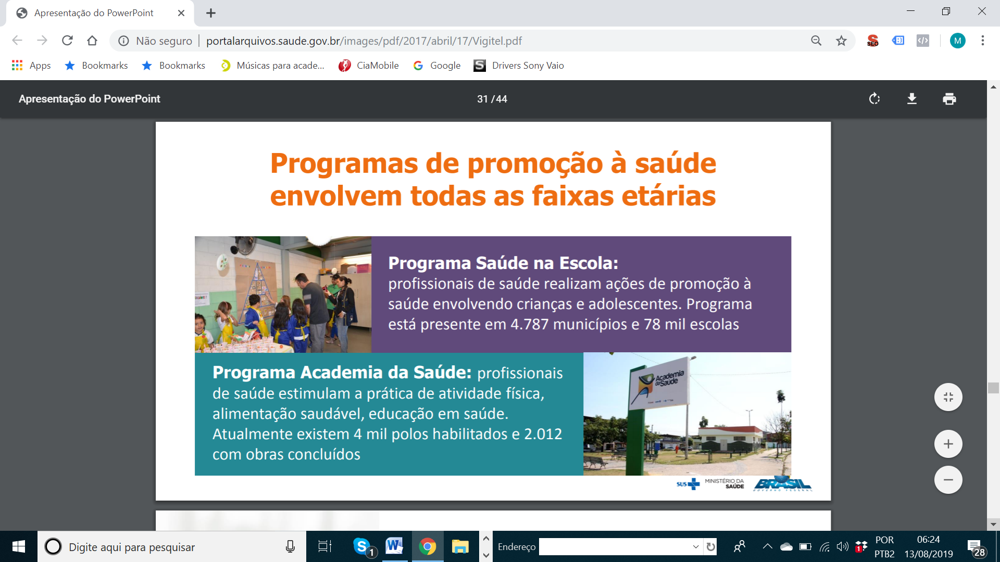 Apresentação do PowerPoint
Não seguro
portalarquivos.saude.gov.br/images/pdf/2017/abril/17/Vigitel.pdf
SEO
M
Apps
Bookmarks
Bookmarks
Músicas para acade...
CiaMobile
Google
Drivers Sony Vaio
Apresentação do PowerPoint
31 / 44
Programas de promoção à saúde
envolvem todas as faixas etárias
Programa Saúde na Escola:
profissionais de saúde realizam ações de promoção à
saúde envolvendo crianças e adolescentes. Programa
está presente em 4.787 municípios e 78 mil escolas
Programa Academia da Saúde: profissionais
de saúde estimulam a prática de atividade física,
alimentação saudável, educação em saúde.
Atualmente existem 4 mil polos habilitados e 2.012
com obras concluídos
Academia
da Saúde
SUS
MINISTÉRIO DA
SAÚDE
BRASIL
GOVERNO FEDERAL
Digite aqui para pesquisar
1
Endereço
1
POR
PTB2
06:24
13/08/2019
28